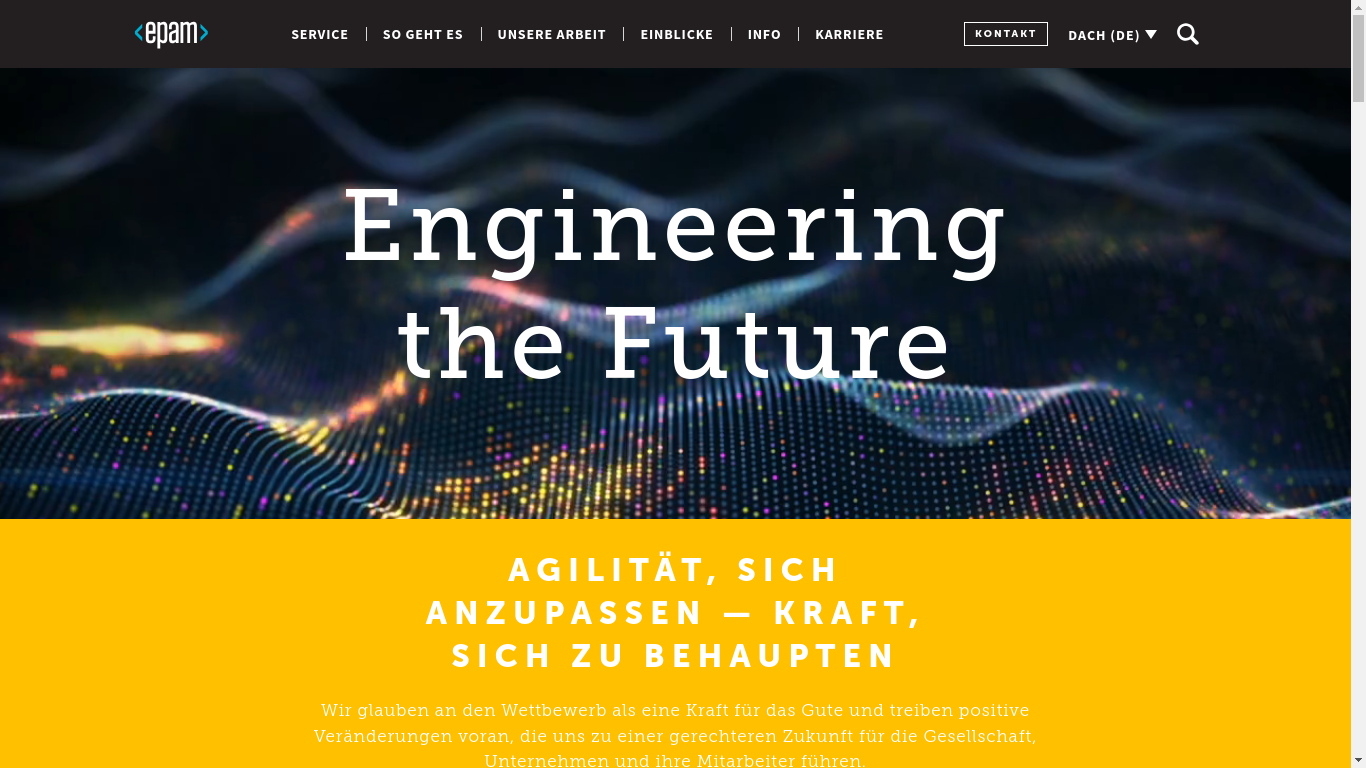 <epam>
SERVICE
SO GEHT ES
UNSERE ARBEIT
EINBLICKE
INFO
KARRIERE
KONTAKT
DACH (DE)
Engineering
the Future
AGILITÄT, SICH
ANZUPASSEN — KRAFT,
SICH ZU BEHAUPTEN
Wir glauben an den Wettbewerb als eine Kraft für das Gute und treiben positive
Veränderungen voran, die uns zu einer gerechteren Zukunft für die Gesellschaft,
Unternehmen und ihre Mitarbeiter führen.